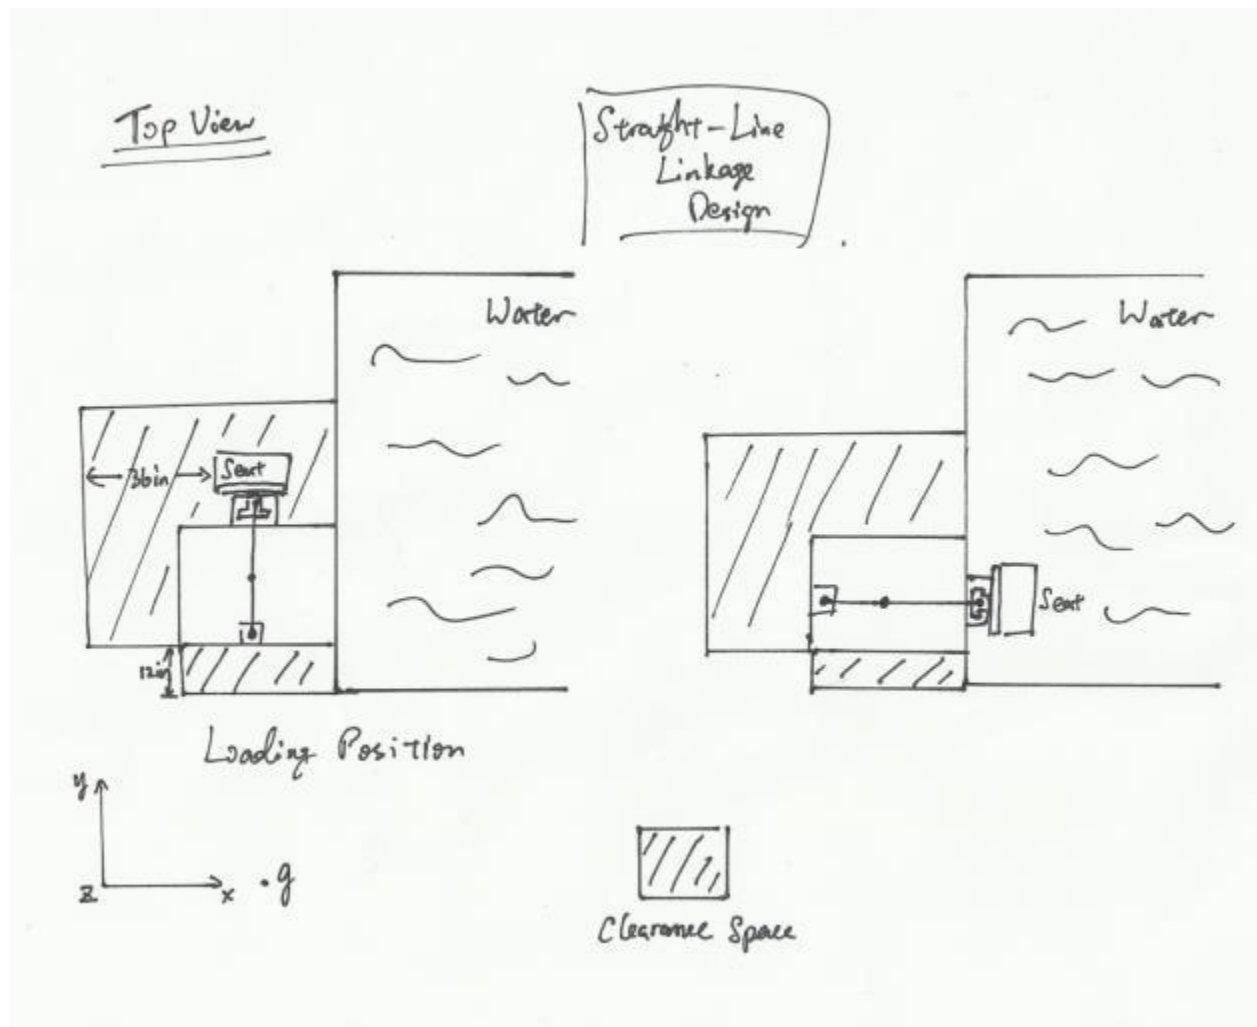 Top View
Straight-Line
Linkage
Design
Water
36in
Seat
12in
Loading Position
Water
Seat
y
z
x
g
Clearance Space